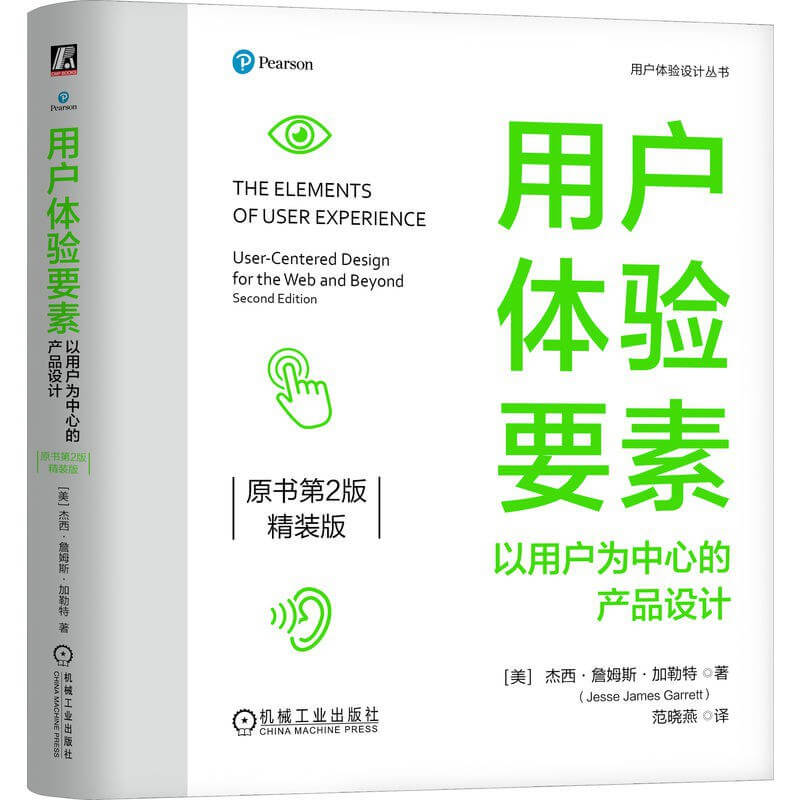 CMP BOOKS
Pearson
用户体验要素
以用户为中心的
产品设计
原书第2版
精装版
[美]杰西·詹姆斯·加勒特 著
机械工业出版社
CHINA MACHINE PRESS
Pearson
用户体验设计丛书
THE ELEMENTS
OF USER EXPERIENCE
User-Centered Design
for the Web and Beyond
Second Edition
原书第2版
精装版
用户
体验
要素
以用户为中心的
产品设计
[美] 杰西·詹姆斯·加勒特 著
(Jesse James Garrett)
范晓燕 译
机械工业出版社
CHINA MACHINE PRESS